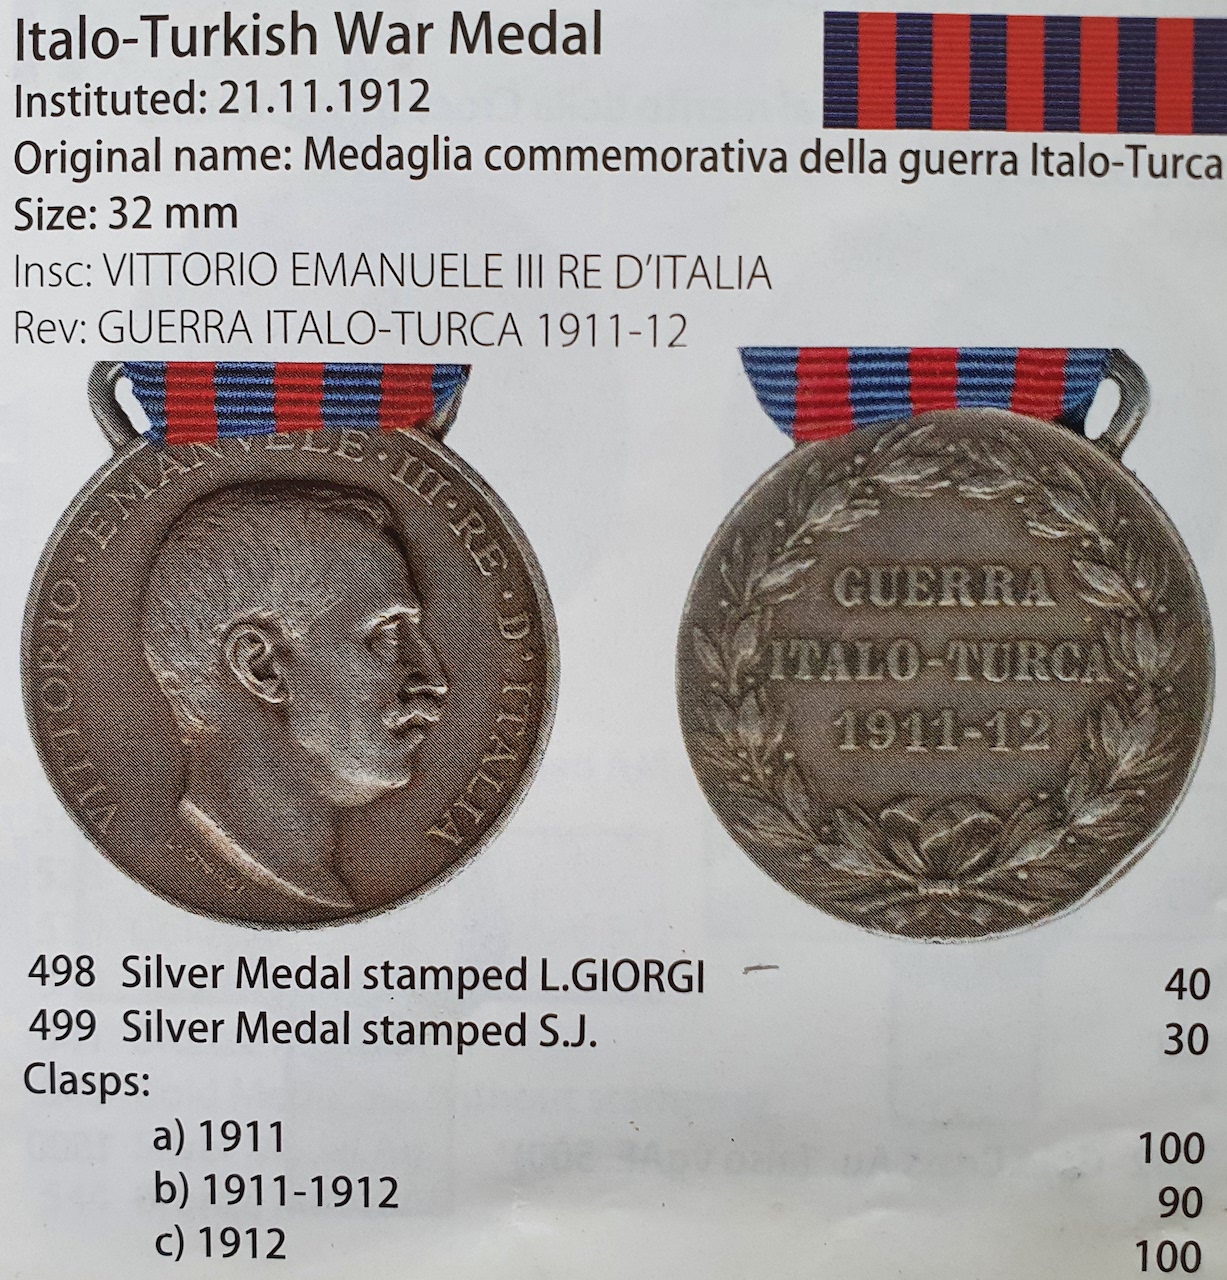 Italo-Turkish War Medal
Instituted: 21.11.1912
Original name: Medaglia commemorativa della guerra Italo-Turca
Size: 32 mm
Insc: VITTORIO EMANUELE III RE D'ITALIA
Rev: GUERRA ITALO-TURCA 1911-12
VITTORIO · EMANVELE · III · RE · D · ITALIA
GUERRA
ITALO-TURCA
1911-12
498 Silver Medal stamped L.GIORGI 40
499 Silver Medal stamped S.J. 30
Clasps:
a) 1911 100
b) 1911-1912 90
c) 1912 100